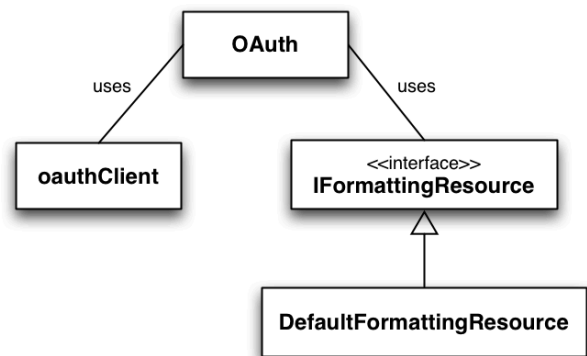 OAuth
uses
uses
oauthClient
<<interface>>
IFormattingResource
DefaultFormattingResource